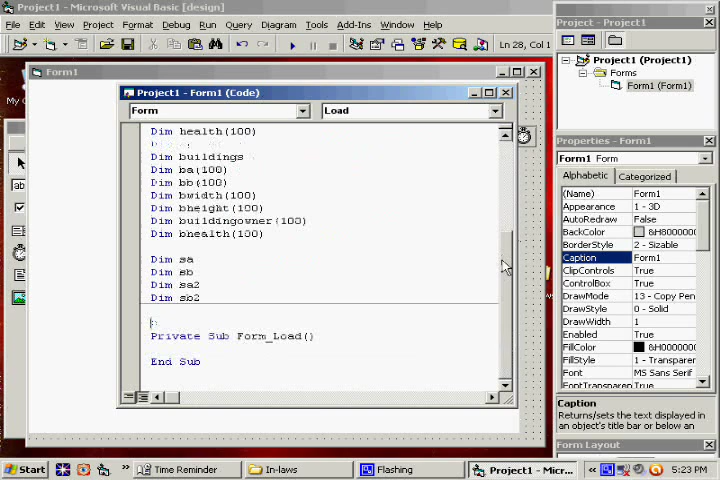 Project1 - Microsoft Visual Basic [design]
File Edit View Project Format Debug Run Query Diagram Tools Add-Ins Window Help
Ln 28, Col 1
Project - Project1
Project1 (Project1)
Forms
Form1 (Form1)
Form1
Project1 - Form1 (Code)
Form Load
Dim health(100)
Dim buildings
Dim ba(100)
Dim bb(100)
Dim bwidth(100)
Dim bheight(100)
Dim buildingowner(100)
Dim bhealth(100)
Dim sa
Dim sb
Dim sa2
Dim sb2
Private Sub Form_Load()
End Sub
Properties - Form1
Form1 Form
Alphabetic Categorized
(Name) Form1
Appearance 1 - 3D
AutoRedraw False
BackColor &H8000000
BorderStyle 2 - Sizable
Caption Form1
ClipControls True
ControlBox True
DrawMode 13 - Copy Pen
DrawStyle 0 - Solid
DrawWidth 1
Enabled True
FillColor &H0000000
FillStyle 1 - Transparen
Font MS Sans Serif
FontTransparen True
Caption
Returns/sets the text displayed in
an object's title bar or below an
Form Layout
Start Time Reminder In-laws Flashing Project1 - Micr... 5:23 PM